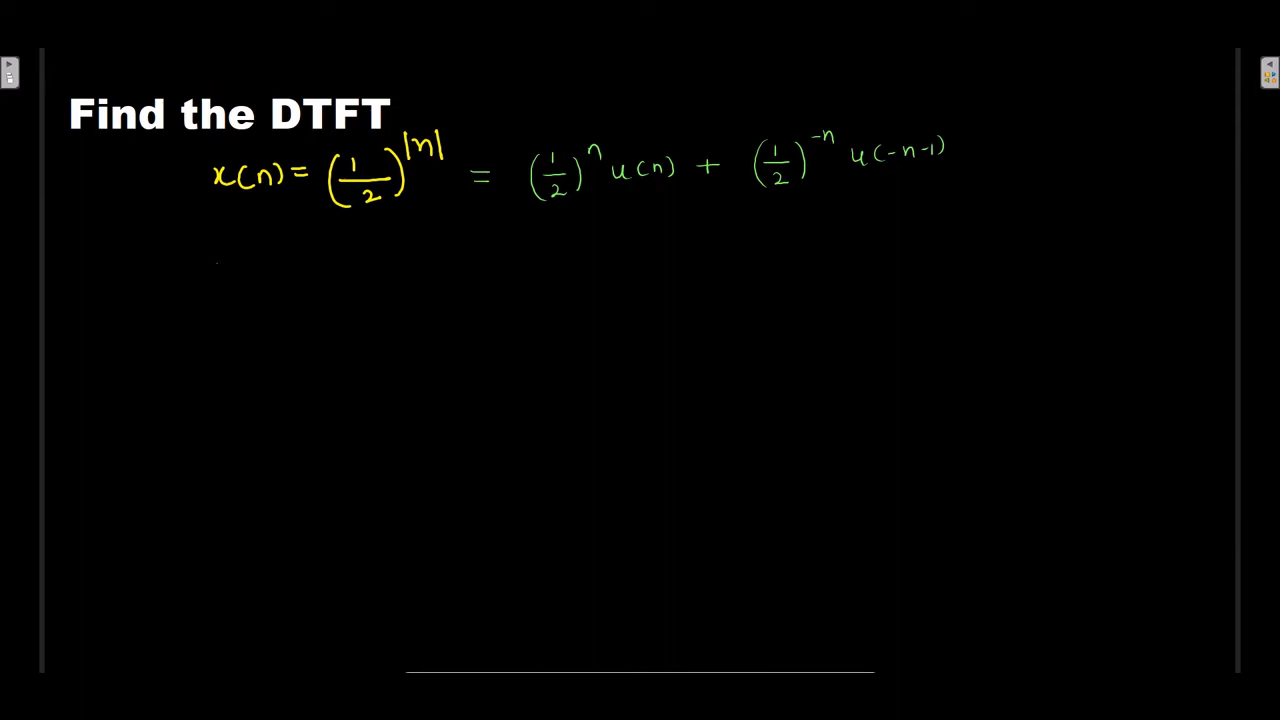 Find the DTFT
x(n) = (1/2)^|n| = (1/2)^n u(n) + (1/2)^-n u(-n-1)